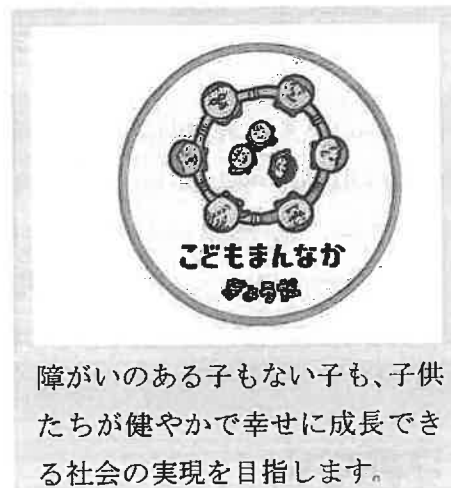 こどもまんなか
障がいのある子もない子も、子供
たちが健やかで幸せに成長でき
る社会の実現を目指します。